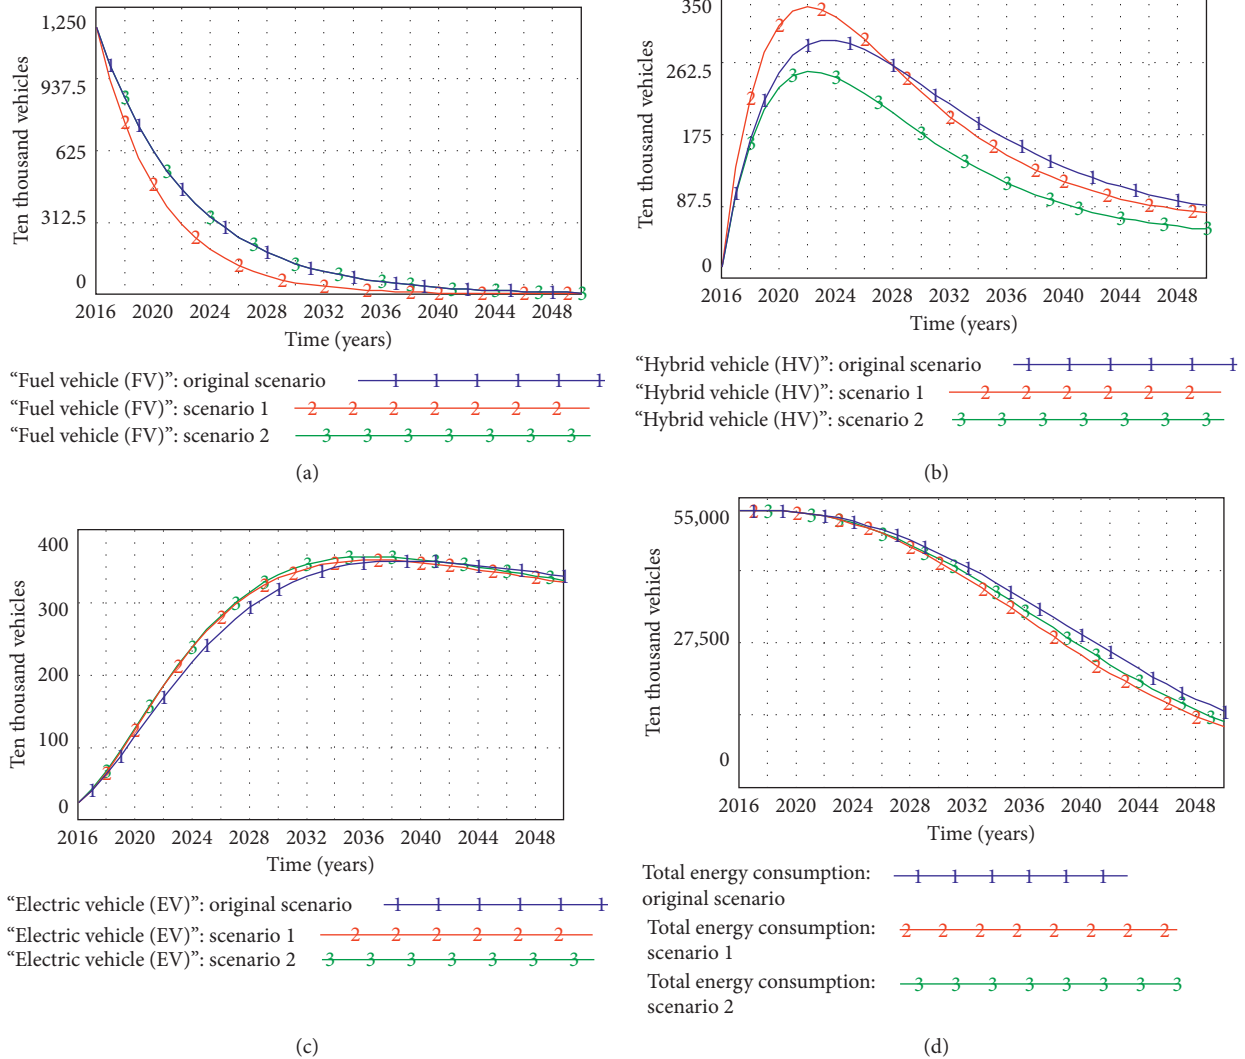 1,250
937.5
625
312.5
0
Ten thousand vehicles
2016 2020 2024 2028 2032 2036 2040 2044 2048
Time (years)
“Fuel vehicle (FV)”: original scenario
“Fuel vehicle (FV)”: scenario 1
“Fuel vehicle (FV)”: scenario 2
(a)
350
262.5
175
87.5
0
Ten thousand vehicles
2016 2020 2024 2028 2032 2036 2040 2044 2048
Time (years)
“Hybrid vehicle (HV)”: original scenario
“Hybrid vehicle (HV)”: scenario 1
“Hybrid vehicle (HV)”: scenario 2
(b)
400
300
200
100
0
Ten thousand vehicles
2016 2020 2024 2028 2032 2036 2040 2044 2048
Time (years)
“Electric vehicle (EV)”: original scenario
“Electric vehicle (EV)”: scenario 1
“Electric vehicle (EV)”: scenario 2
(c)
55,000
27,500
0
Ten thousand vehicles
2016 2020 2024 2028 2032 2036 2040 2044 2048
Time (years)
Total energy consumption:
original scenario
Total energy consumption:
scenario 1
Total energy consumption:
scenario 2
(d)